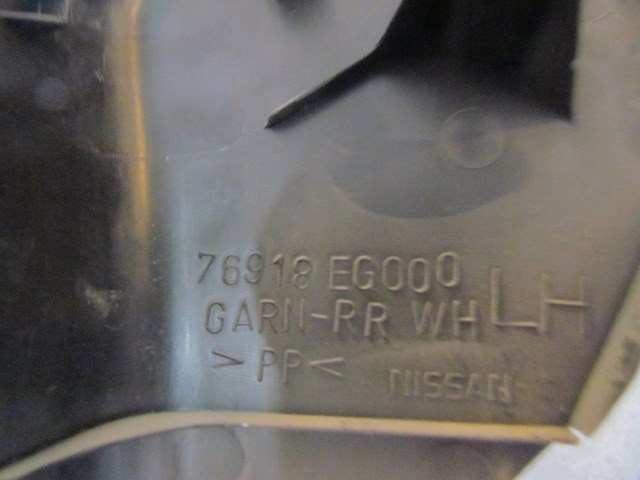 76918 EG000
GARN-RR WH LH
>PP< NISSAN